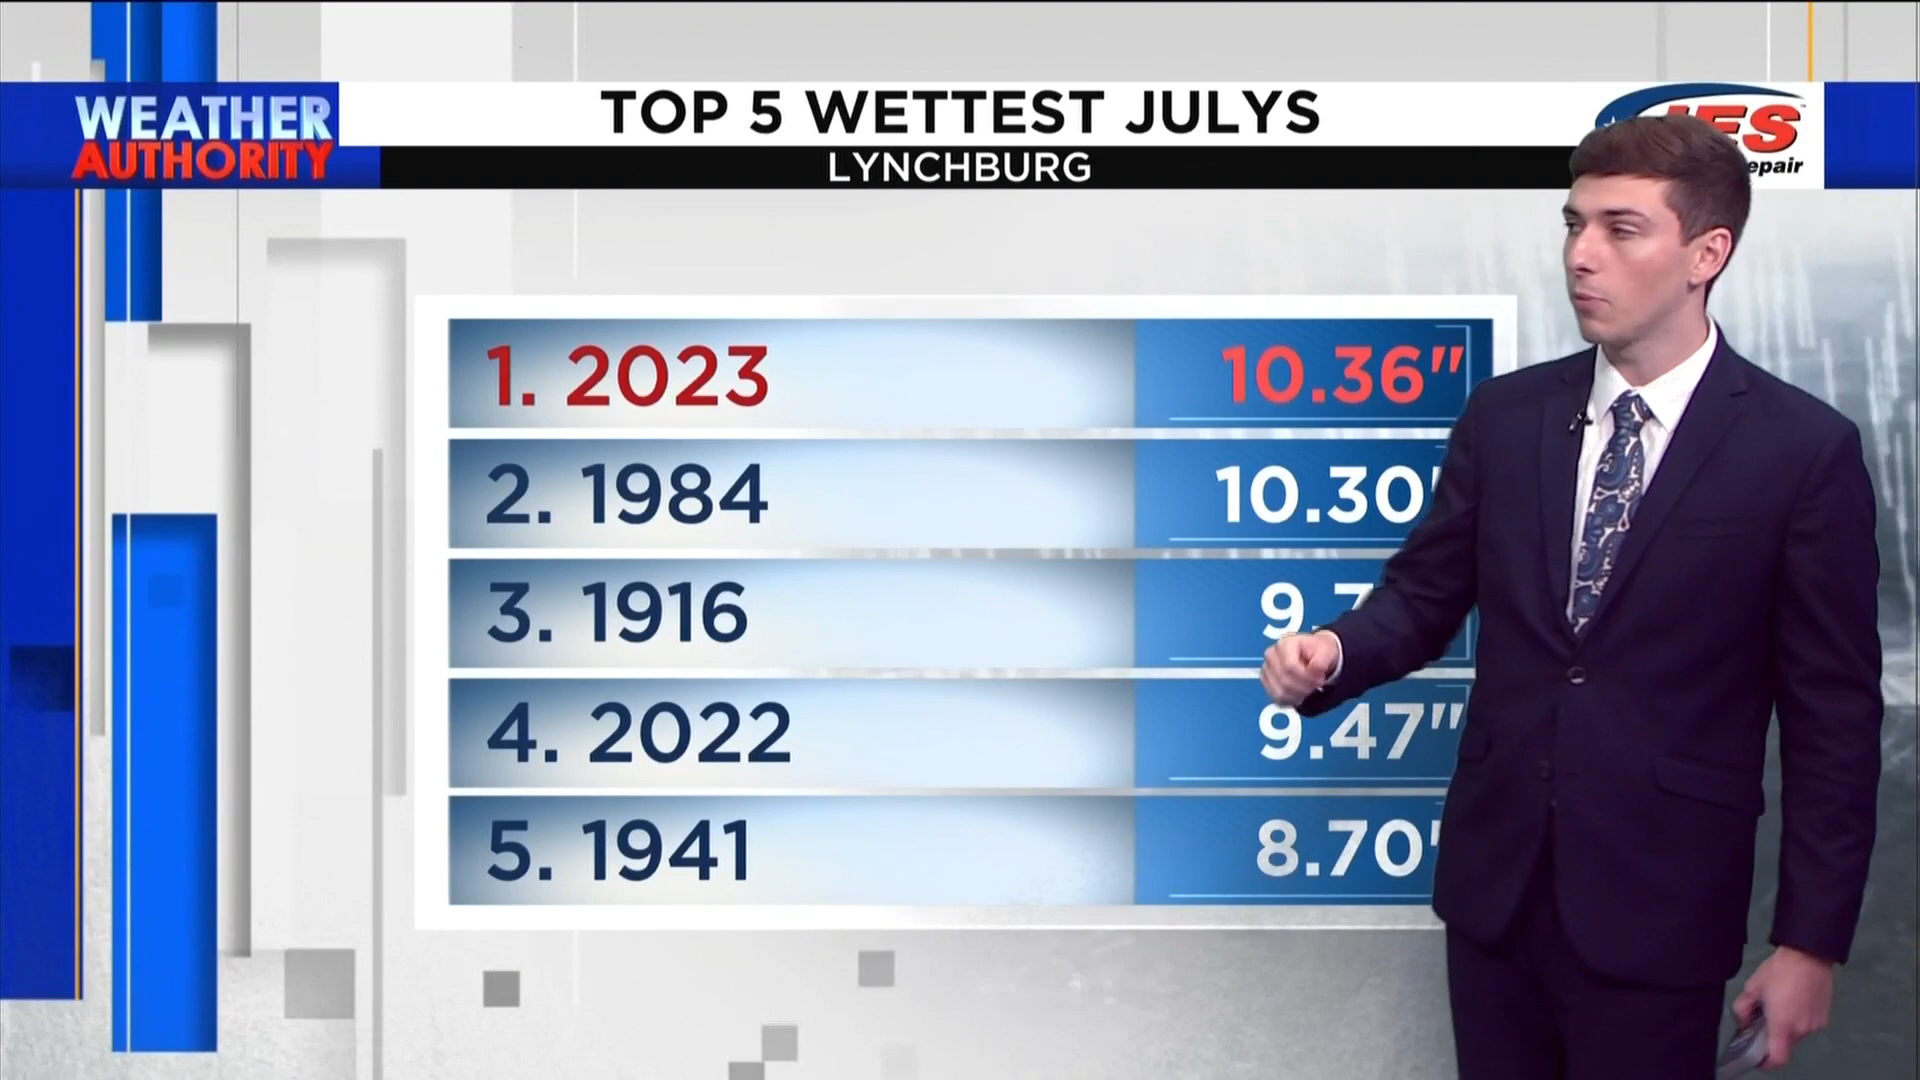 WEATHER
AUTHORITY
TOP 5 WETTEST JULYS
LYNCHBURG
1. 2023 10.36"
2. 1984 10.30"
3. 1916
4. 2022 9.47"
5. 1941 8.70"